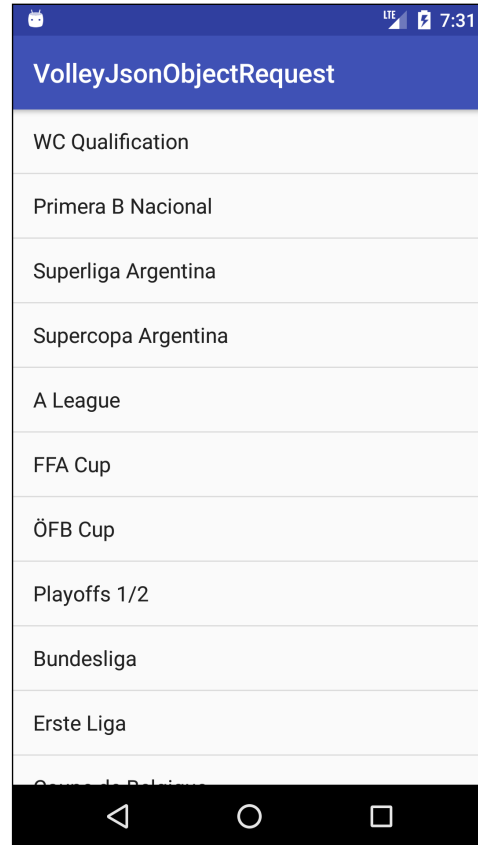 LTE 7:31
VolleyJsonObjectRequest
WC Qualification
Primera B Nacional
Superliga Argentina
Supercopa Argentina
A League
FFA Cup
ÖFB Cup
Playoffs 1/2
Bundesliga
Erste Liga